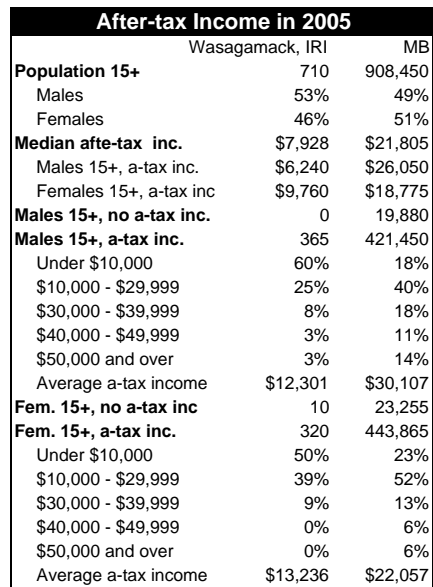 After-tax Income in 2005
Wasagamack, IRI MB
Population 15+ 710 908,450
Males 53% 49%
Females 46% 51%
Median afte-tax inc. $7,928 $21,805
Males 15+, a-tax inc. $6,240 $26,050
Females 15+, a-tax inc $9,760 $18,775
Males 15+, no a-tax inc. 0 19,880
Males 15+, a-tax inc. 365 421,450
Under $10,000 60% 18%
$10,000 - $29,999 25% 40%
$30,000 - $39,999 8% 18%
$40,000 - $49,999 3% 11%
$50,000 and over 3% 14%
Average a-tax income $12,301 $30,107
Fem. 15+, no a-tax inc 10 23,255
Fem. 15+, a-tax inc. 320 443,865
Under $10,000 50% 23%
$10,000 - $29,999 39% 52%
$30,000 - $39,999 9% 13%
$40,000 - $49,999 0% 6%
$50,000 and over 0% 6%
Average a-tax income $13,236 $22,057